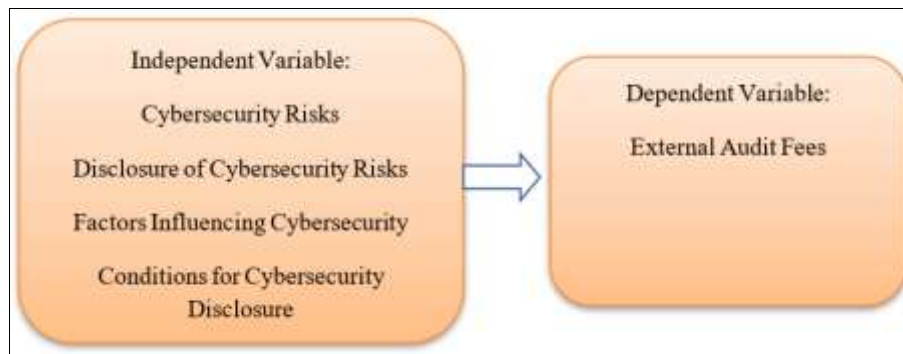 Independent Variable:
Cybersecurity Risks
Disclosure of Cybersecurity Risks
Factors Influencing Cybersecurity
Conditions for Cybersecurity
Disclosure
Dependent Variable:
External Audit Fees